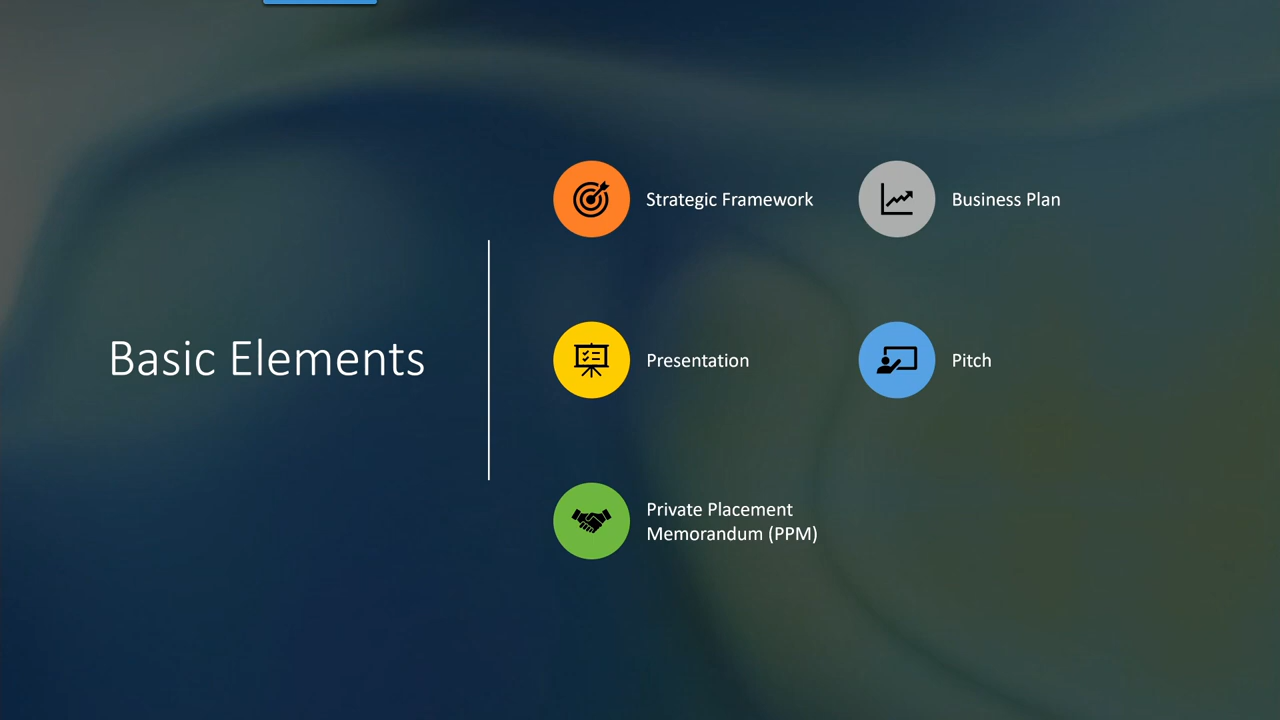 Basic Elements
Strategic Framework
Business Plan
Presentation
Pitch
Private Placement
Memorandum (PPM)